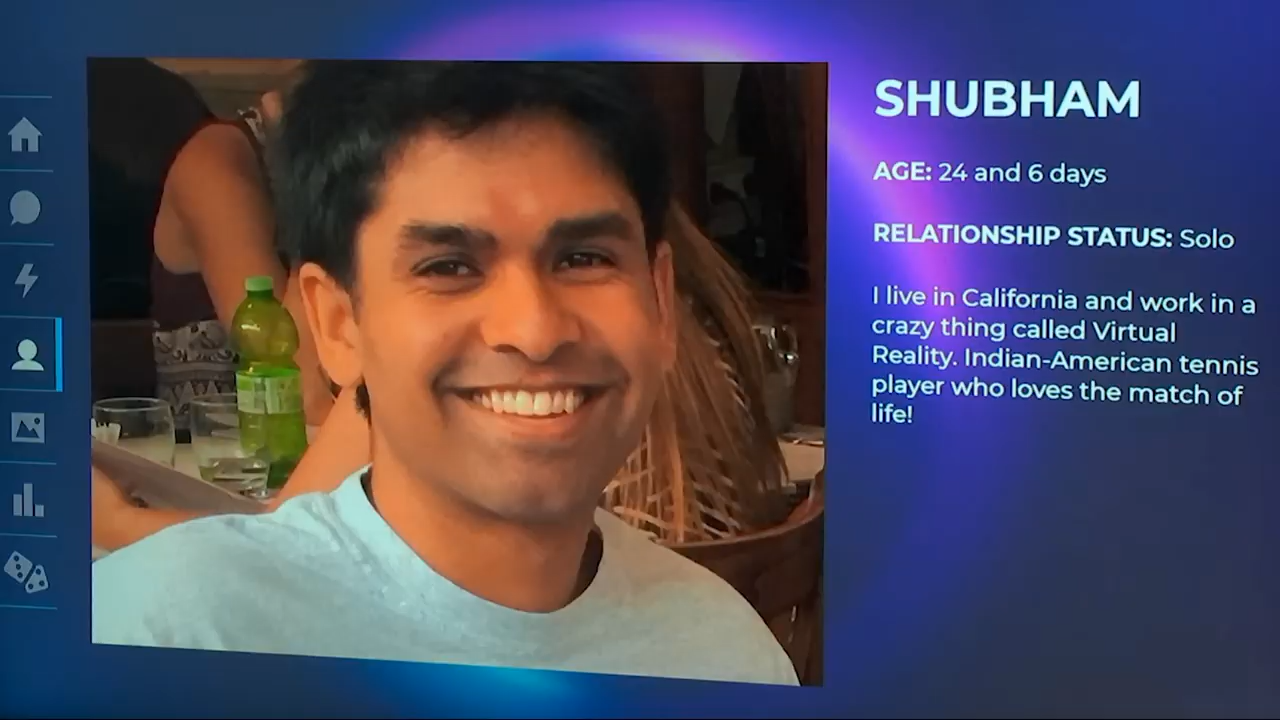 SHUBHAM
AGE: 24 and 6 days
RELATIONSHIP STATUS: Solo
I live in California and work in a
crazy thing called Virtual
Reality. Indian-American tennis
player who loves the match of
life!